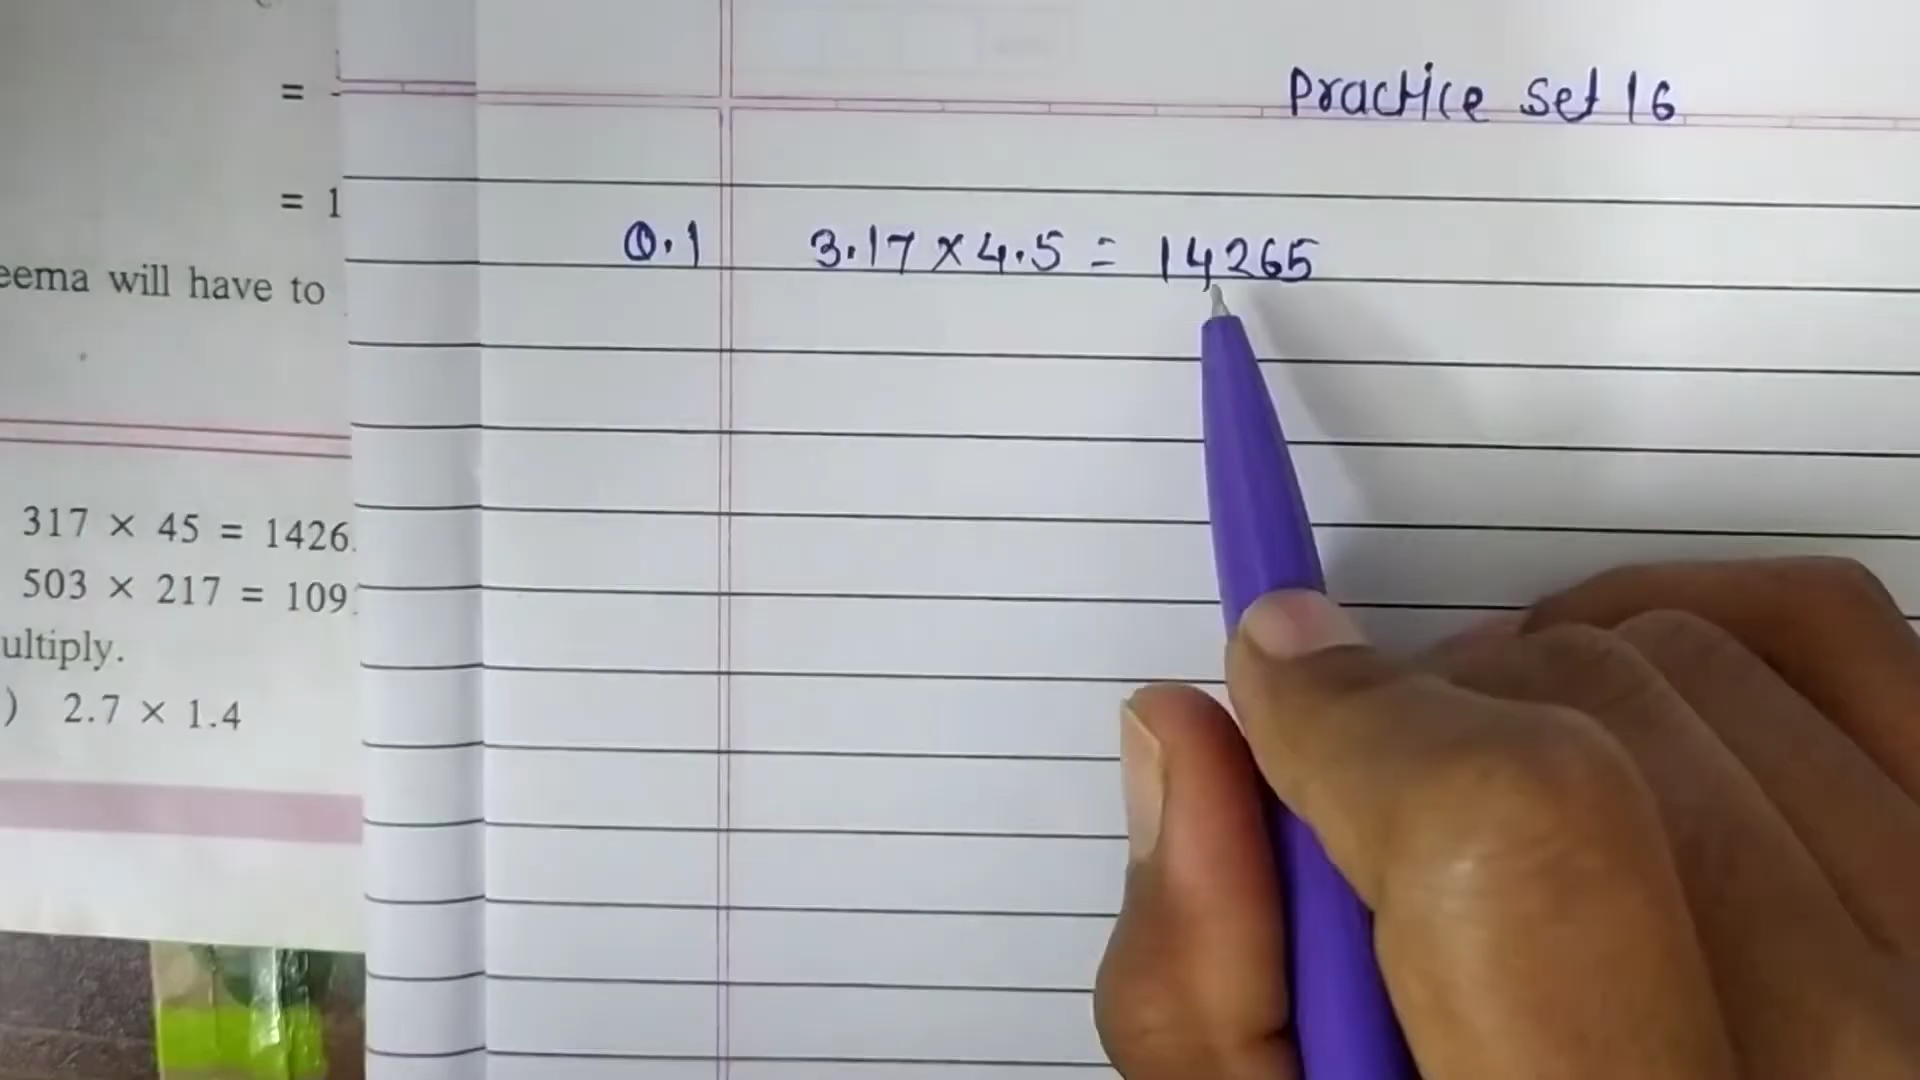 =
= 1
eema will have to
317 × 45 = 1426
503 × 217 = 109
ultiply.
) 2.7 × 1.4
Practice Set 16
Q.1 3.17 × 4.5 = 14265